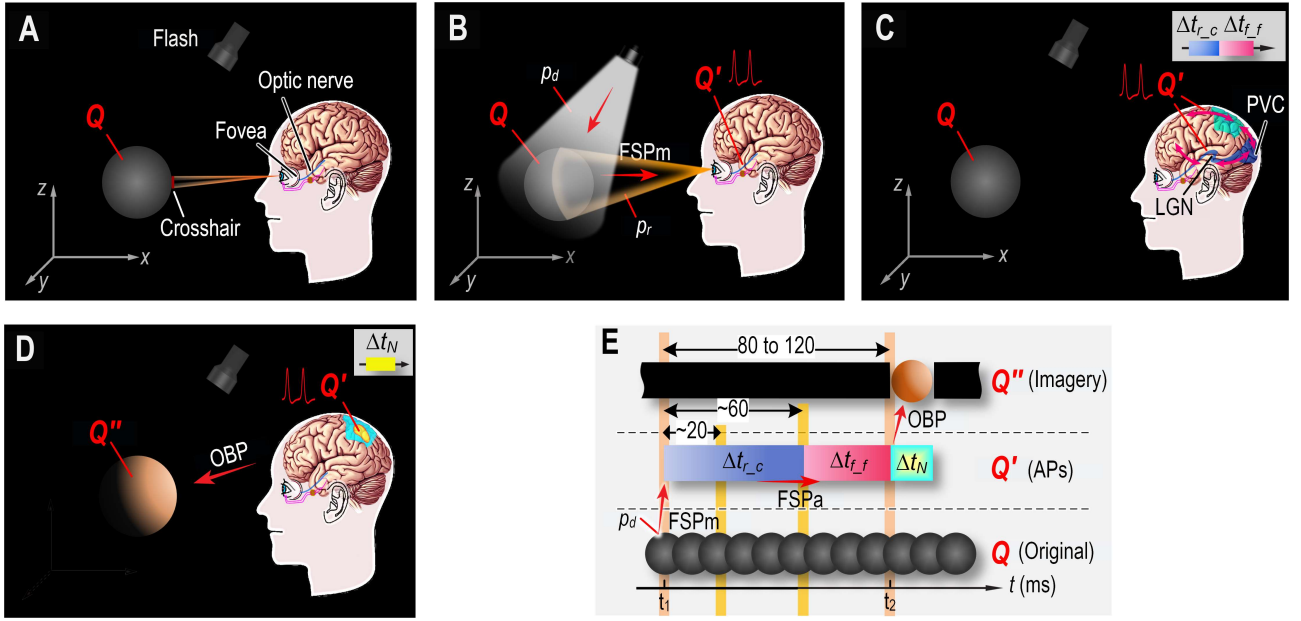 A
Flash
Optic nerve
Q
Fovea
Crosshair
z
x
y
B
p_d
Q'
Q
FSPm
p_r
z
x
y
C
Δt_r_c Δt_f_f
Q'
Q
PVC
LGN
z
x
y
D
Δt_N
Q'
Q''
OBP
E
80 to 120
Q'' (Imagery)
~60
OBP
~20
Δt_r_c Δt_f_f Δt_N
Q' (APs)
FSPa
p_d
FSPm
Q (Original)
t (ms)
t_1 t_2